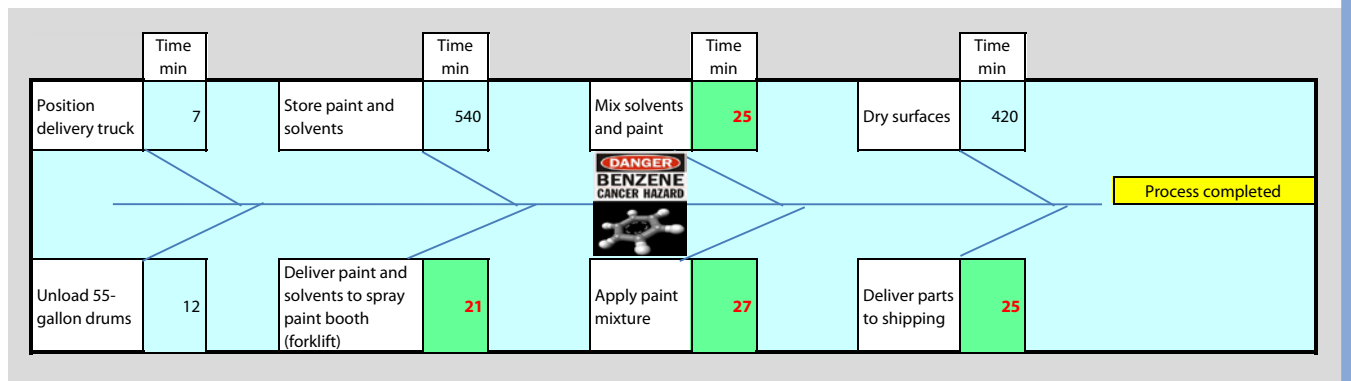 Time
min
Time
min
Time
min
Time
min
Position
delivery truck
7
Store paint and
solvents
540
Mix solvents
and paint
25
Dry surfaces
420
DANGER
BENZENE
CANCER HAZARD
Process completed
Unload 55-
gallon drums
12
Deliver paint and
solvents to spray
paint booth
(forklift)
21
Apply paint
mixture
27
Deliver parts
to shipping
25